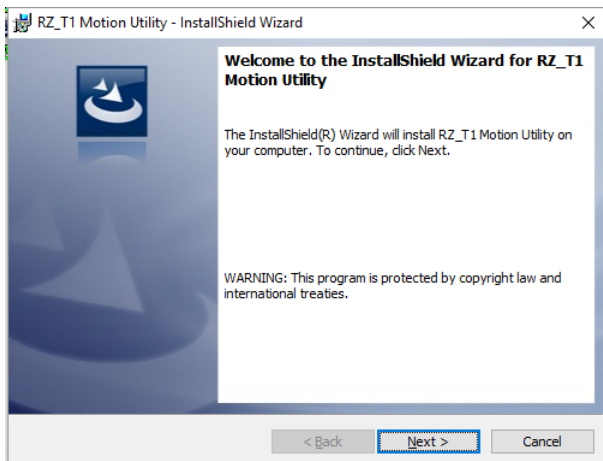 RZ_T1 Motion Utility - InstallShield Wizard
Welcome to the InstallShield Wizard for RZ_T1
Motion Utility
The InstallShield(R) Wizard will install RZ_T1 Motion Utility on
your computer. To continue, click Next.
WARNING: This program is protected by copyright law and
international treaties.
< Back
Next >
Cancel